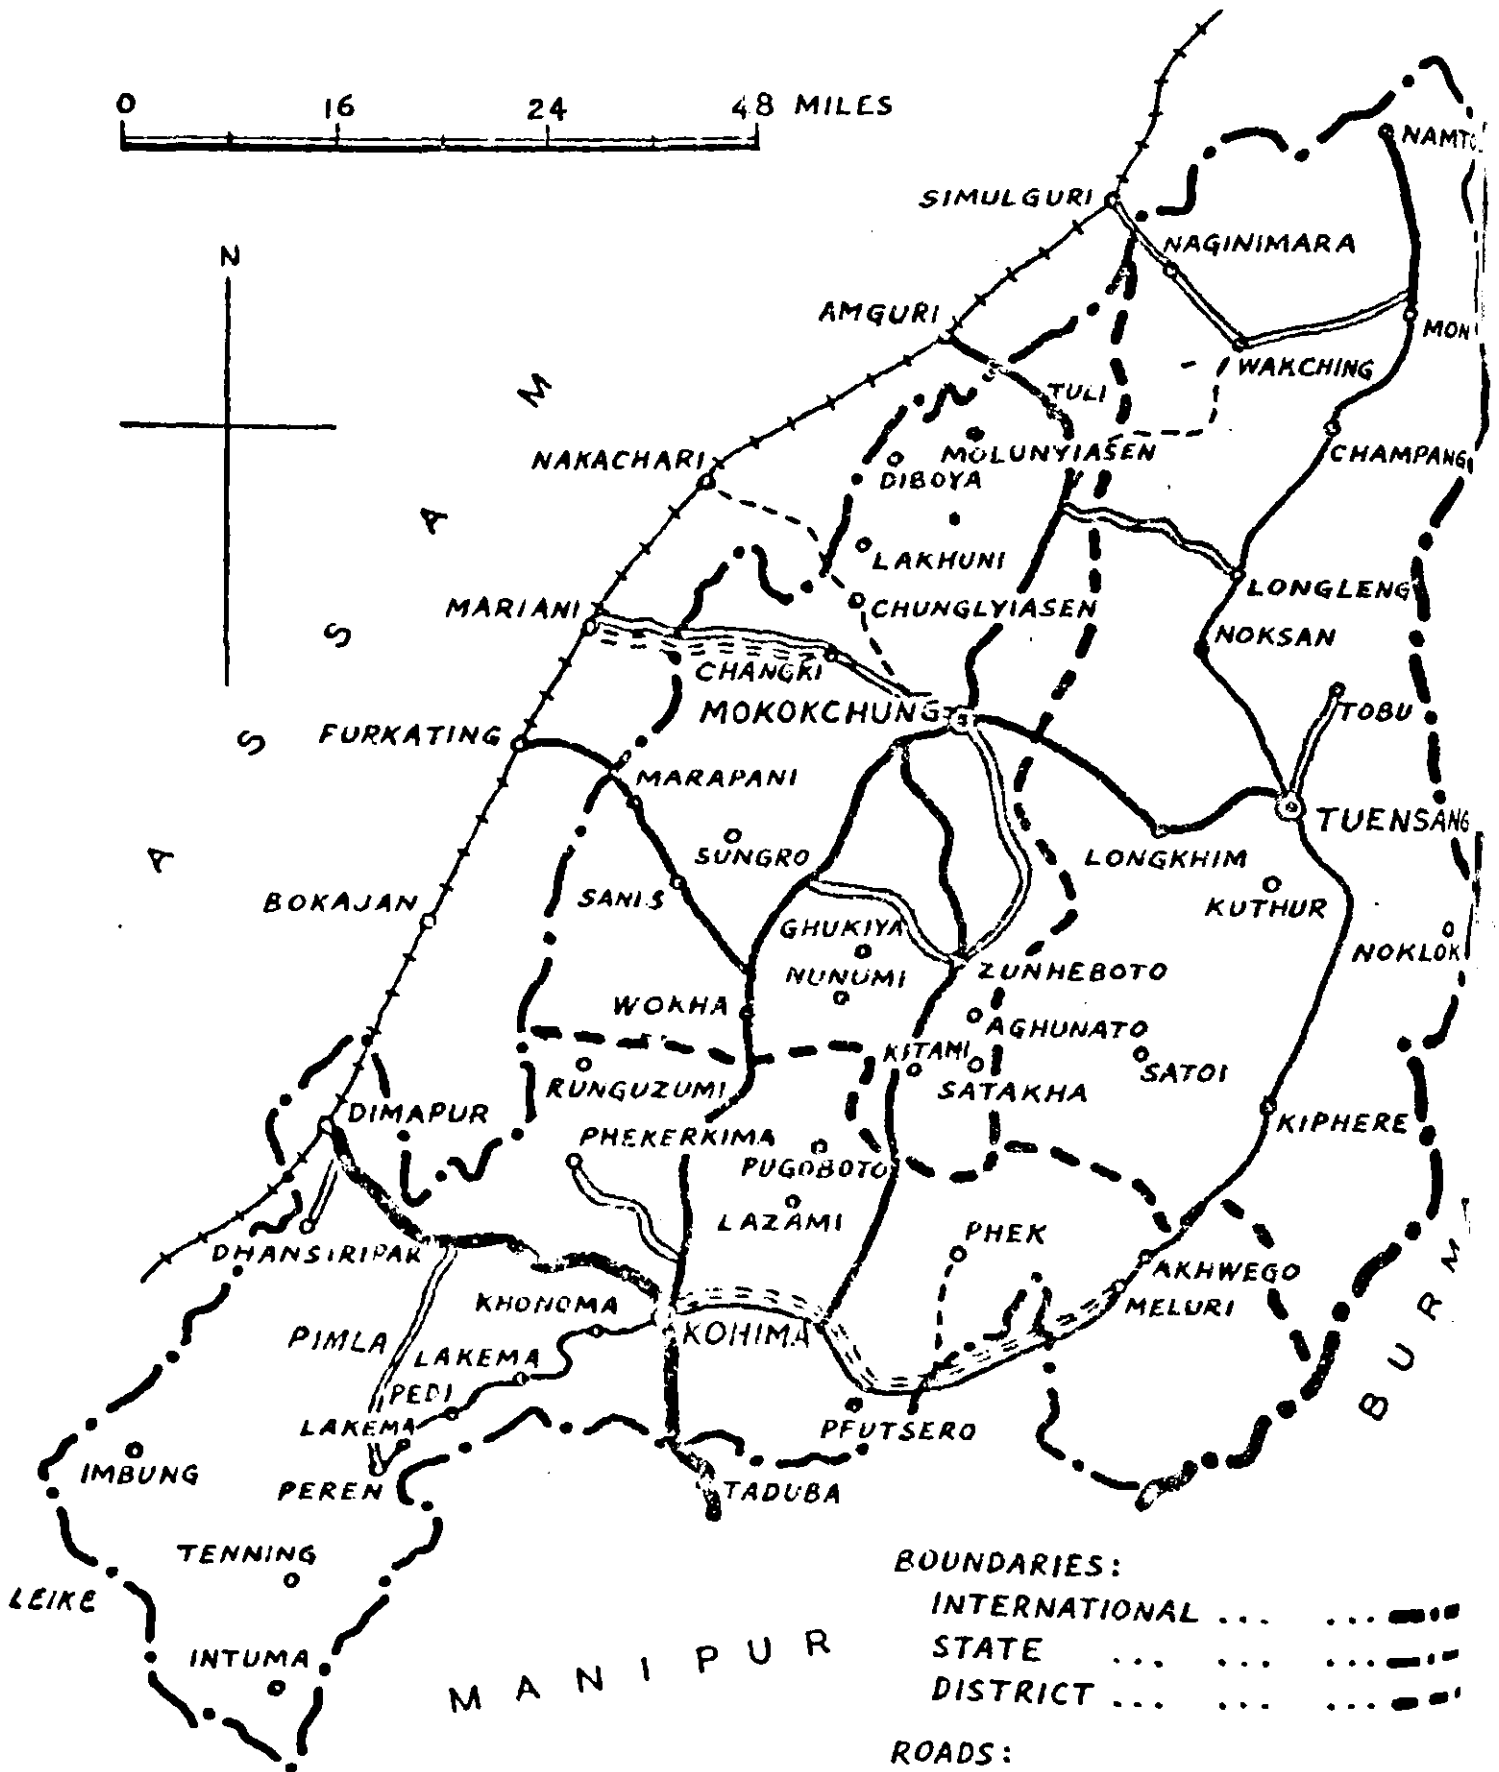 0 16 24 48 MILES
N
NAMTO
SIMULGURI
NAGINIMARA
AMGURI
MON
WAKCHING
TULI
CHAMPANG
NAKACHARI
MOLUNYIASEN
DIBOYA
LAKHUNI
LONGLENG
MARIANI
CHUNGLYIASEN
NOKSAN
CHANGKI
MOKOKCHUNG
TOBU
FURKATING
MARAPANI
TUENSANG
SUNGRO
LONGKHIM
SANIS
KUTHUR
BOKAJAN
GHUKIYA
NOKLOK
NUNUMI
ZUNHEBOTO
WOKHA
AGHUNATO
KITAMI
SATOI
RUNGUZUMI
SATAKHA
DIMAPUR
KIPHERE
PHEKERKIMA
PUGOBOTO
LAZAMI
PHEK
DHANSIRIPAR
AKHWEGO
KHONOMA
MELURI
PIMLA
KOHIMA
LAKEMA
PEDI
LAKEMA
PFUTSERO
IMBUNG
PEREN
TADUBA
TENNING
LEIKE
INTUMA
ASSAM
BURM
MANIPUR
BOUNDARIES:
INTERNATIONAL ... ...
STATE ... ... ...
DISTRICT ... ... ...
ROADS: